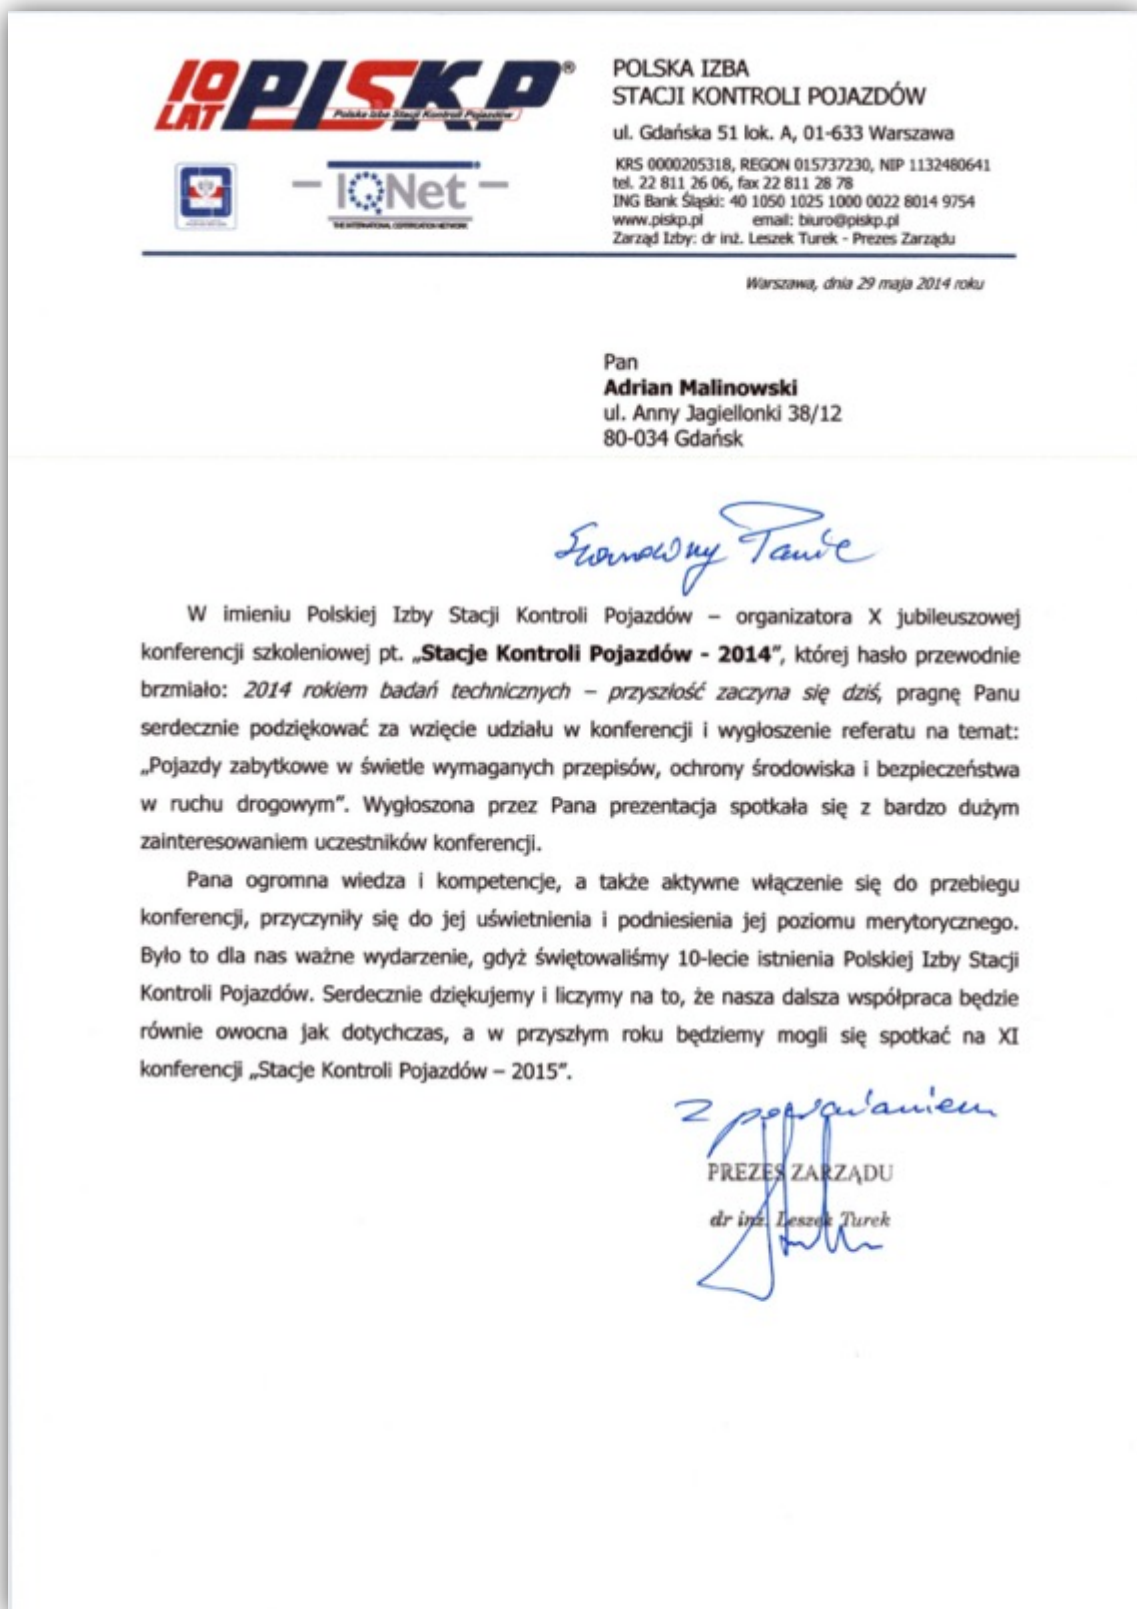 10 LAT PISKP®
Polska Izba Stacji Kontroli Pojazdów
IQNet
THE INTERNATIONAL CERTIFICATION NETWORK
POLSKA IZBA
STACJI KONTROLI POJAZDÓW
ul. Gdańska 51 lok. A, 01-633 Warszawa
KRS 0000205318, REGON 015737230, NIP 1132480641
tel. 22 811 26 06, fax 22 811 28 78
ING Bank Śląski: 40 1050 1025 1000 0022 8014 9754
www.piskp.pl email: biuro@piskp.pl
Zarząd Izby: dr inż. Leszek Turek - Prezes Zarządu
Warszawa, dnia 29 maja 2014 roku
Pan
Adrian Malinowski
ul. Anny Jagiellonki 38/12
80-034 Gdańsk
Szanowny Panie
W imieniu Polskiej Izby Stacji Kontroli Pojazdów – organizatora X jubileuszowej
konferencji szkoleniowej pt. „Stacje Kontroli Pojazdów - 2014”, której hasło przewodnie
brzmiało: 2014 rokiem badań technicznych – przyszłość zaczyna się dziś, pragnę Panu
serdecznie podziękować za wzięcie udziału w konferencji i wygłoszenie referatu na temat:
„Pojazdy zabytkowe w świetle wymaganych przepisów, ochrony środowiska i bezpieczeństwa
w ruchu drogowym”. Wygłoszona przez Pana prezentacja spotkała się z bardzo dużym
zainteresowaniem uczestników konferencji.
Pana ogromna wiedza i kompetencje, a także aktywne włączenie się do przebiegu
konferencji, przyczyniły się do jej uświetnienia i podniesienia jej poziomu merytorycznego.
Było to dla nas ważne wydarzenie, gdyż świętowaliśmy 10-lecie istnienia Polskiej Izby Stacji
Kontroli Pojazdów. Serdecznie dziękujemy i liczymy na to, że nasza dalsza współpraca będzie
równie owocna jak dotychczas, a w przyszłym roku będziemy mogli się spotkać na XI
konferencji „Stacje Kontroli Pojazdów – 2015”.
Z poważaniem
PREZES ZARZĄDU
dr inż. Leszek Turek